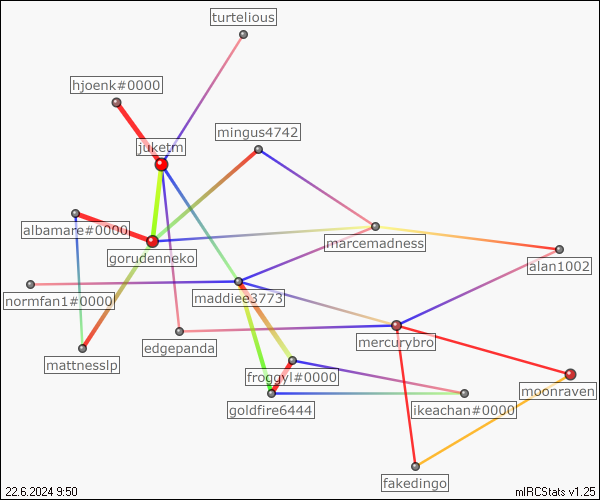 turtelious
hjoenk#0000
mingus4742
juketm
albamare#0000
marcemadness
gorudenneko
alan1002
normfan1#0000
maddiee3773
mercurybro
edgepanda
mattnesslp
froggyl#0000
moonraven
goldfire6444
ikeachan#0000
fakedingo
22.6.2024 9:50
mIRCStats v1.25